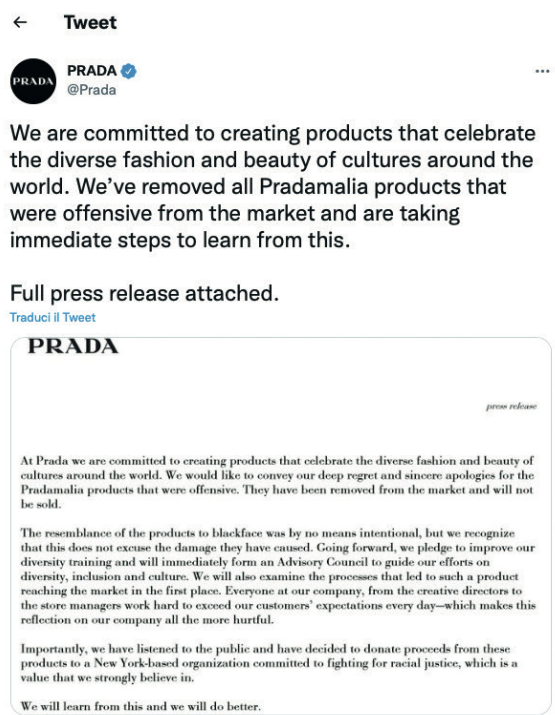 Tweet
PRADA
PRADA
@Prada
We are committed to creating products that celebrate
the diverse fashion and beauty of cultures around the
world. We’ve removed all Pradamalia products that
were offensive from the market and are taking
immediate steps to learn from this.
Full press release attached.
Traduci il Tweet
PRADA
press release
At Prada we are committed to creating products that celebrate the diverse fashion and beauty of
cultures around the world. We would like to convey our deep regret and sincere apologies for the
Pradamalia products that were offensive. They have been removed from the market and will not
be sold.
The resemblance of the products to blackface was by no means intentional, but we recognize
that this does not excuse the damage they have caused. Going forward, we pledge to improve our
diversity training and will immediately form an Advisory Council to guide our efforts on
diversity, inclusion and culture. We will also examine the processes that led to such a product
reaching the market in the first place. Everyone at our company, from the creative directors to
the store managers work hard to exceed our customers’ expectations every day—which makes this
reflection on our company all the more hurtful.
Importantly, we have listened to the public and have decided to donate proceeds from these
products to a New York-based organization committed to fighting for racial justice, which is a
value that we strongly believe in.
We will learn from this and we will do better.